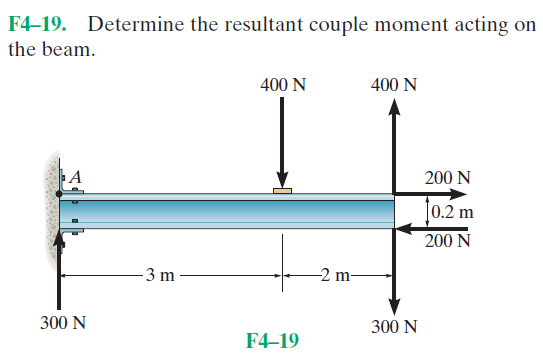 F4–19. Determine the resultant couple moment acting on
the beam.
400 N
400 N
A
200 N
0.2 m
200 N
3 m
2 m
300 N
300 N
F4–19